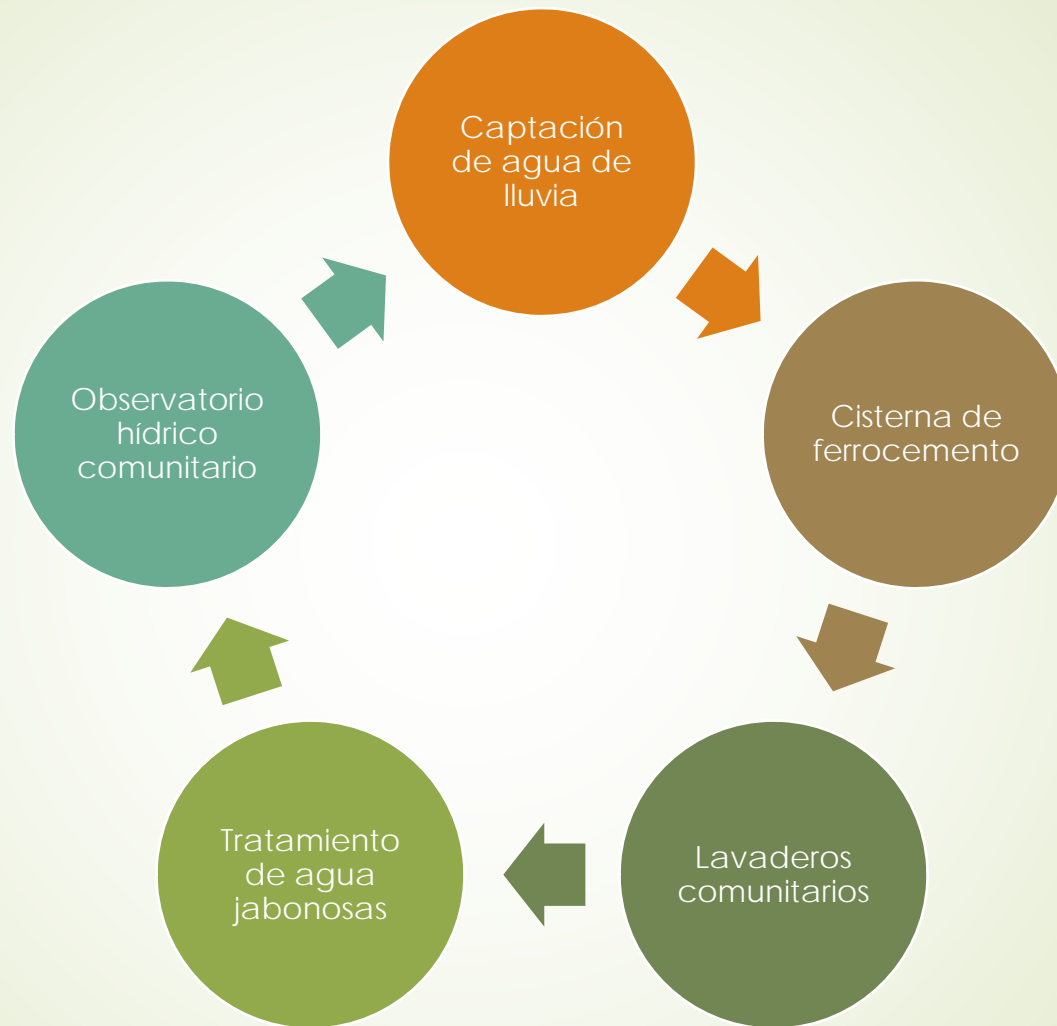 Captación
de agua de
lluvia
Cisterna de
ferrocemento
Lavaderos
comunitarios
Tratamiento
de agua
jabonosas
Observatorio
hídrico
comunitario